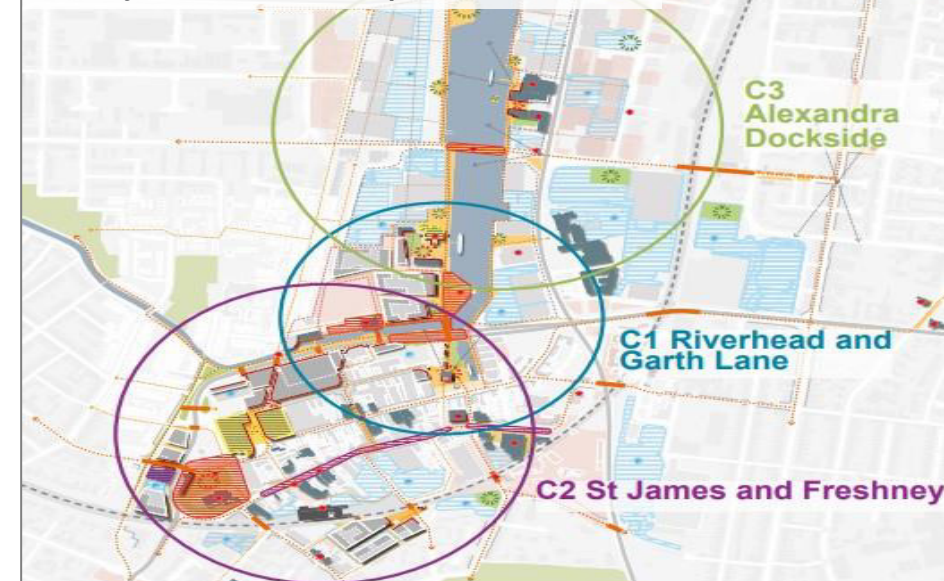 C3
Alexandra
Dockside
C1 Riverhead and
Garth Lane
C2 St James and Freshney